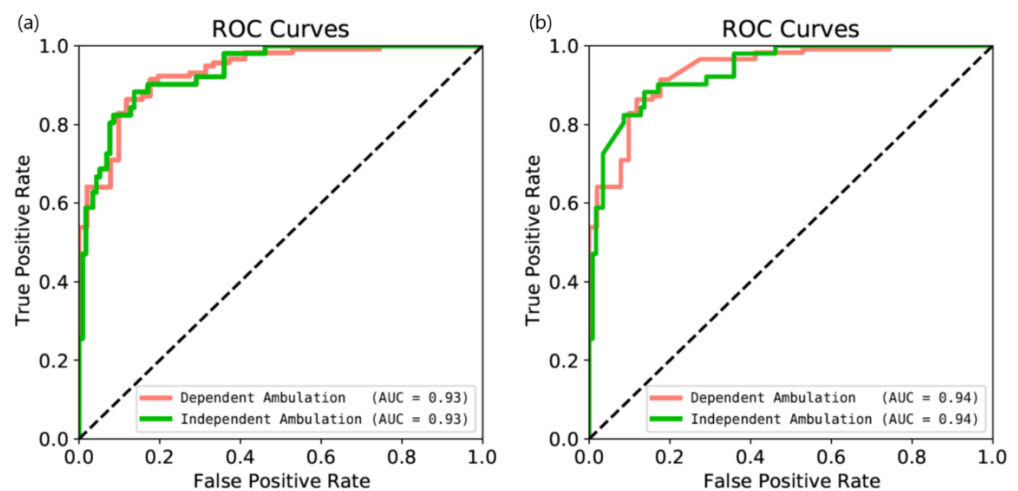 (a)
ROC Curves
1.0
0.8
0.6
0.4
0.2
0.0
True Positive Rate
Dependent Ambulation (AUC = 0.93)
Independent Ambulation (AUC = 0.93)
0.0 0.2 0.4 0.6 0.8 1.0
False Positive Rate
(b)
ROC Curves
1.0
0.8
0.6
0.4
0.2
0.0
True Positive Rate
Dependent Ambulation (AUC = 0.94)
Independent Ambulation (AUC = 0.94)
0.0 0.2 0.4 0.6 0.8 1.0
False Positive Rate